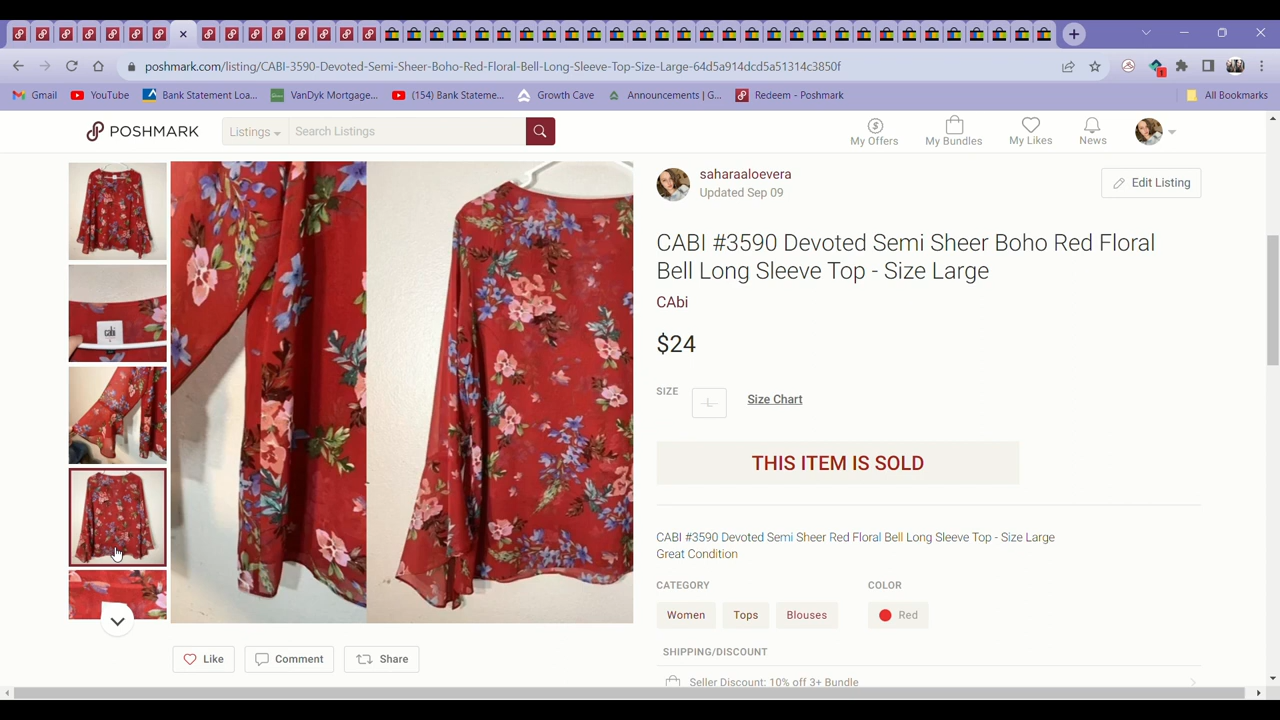 poshmark.com/listing/CABI-3590-Devoted-Semi-Sheer-Boho-Red-Floral-Bell-Long-Sleeve-Top-Size-Large-64d5a914dcd5a51314c3850f
1
Gmail YouTube Bank Statement Loa... VanDyk Mortgage... (154) Bank Stateme... Growth Cave Announcements | G... Redeem - Poshmark All Bookmarks
POSHMARK Listings Search Listings My Offers My Bundles My Likes News
saharaaloevera
Updated Sep 09
Edit Listing
CABI #3590 Devoted Semi Sheer Boho Red Floral
Bell Long Sleeve Top - Size Large
CAbi
$24
SIZE L Size Chart
THIS ITEM IS SOLD
CABI #3590 Devoted Semi Sheer Red Floral Bell Long Sleeve Top - Size Large
Great Condition
CATEGORY COLOR
Women Tops Blouses Red
SHIPPING/DISCOUNT
Seller Discount: 10% off 3+ Bundle
cabi
Like Comment Share